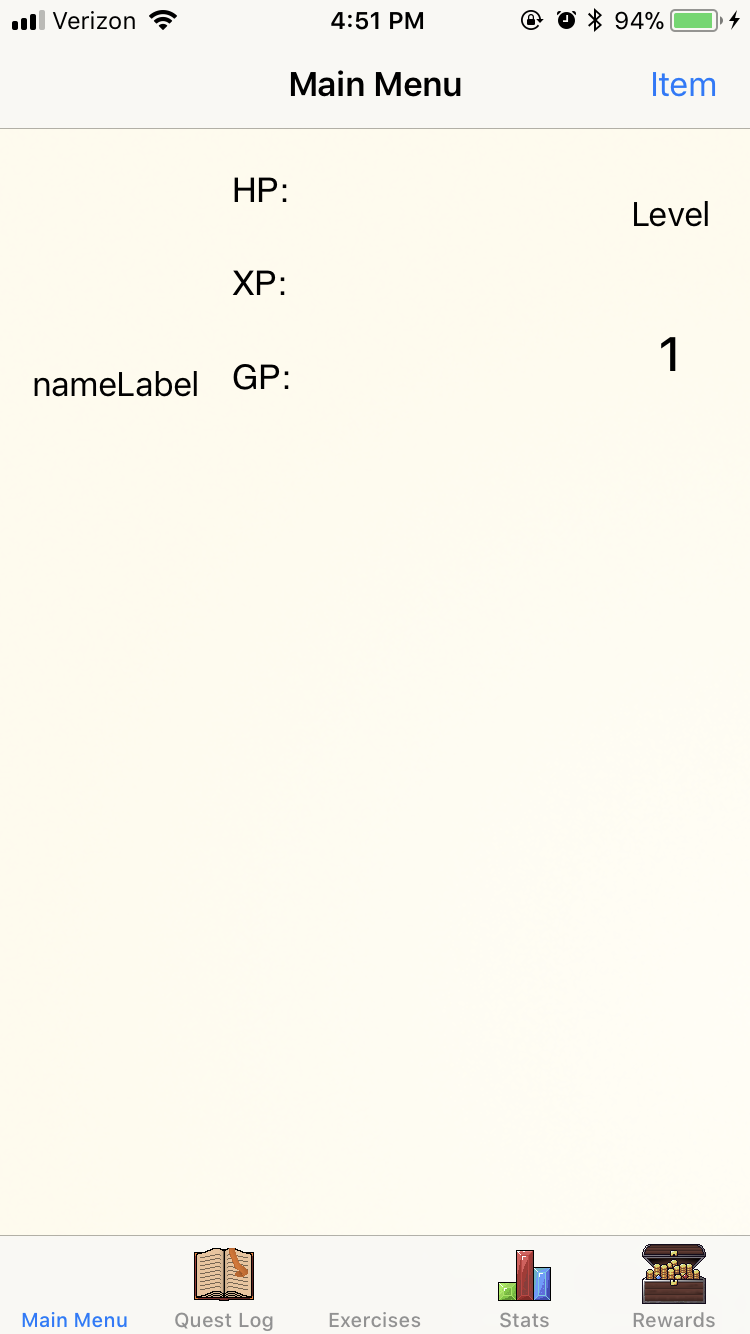 Verizon 4:51 PM 94%
Main Menu Item
HP:
Level
XP:
1
GP:
nameLabel
Main Menu Quest Log Exercises Stats Rewards